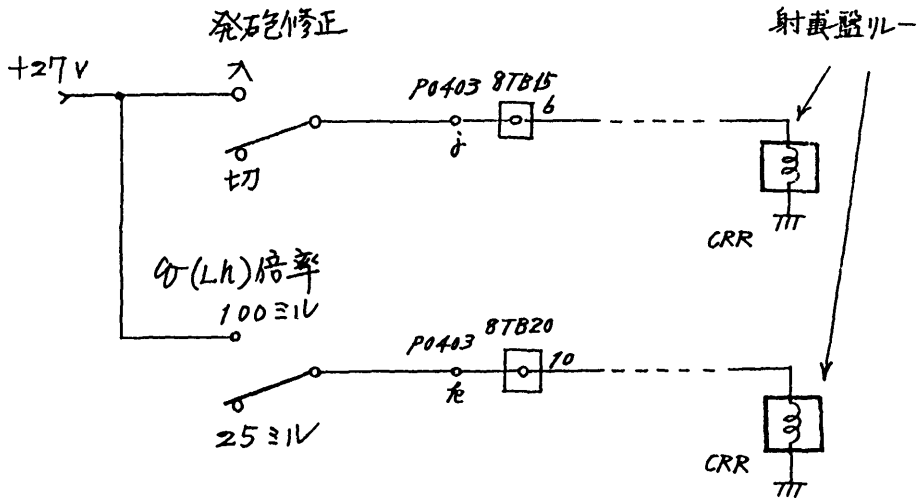 発砲修正
射撃盤リレー
+27V
入
P0403 8TB15
6
j
切
CRR
(Lh)倍率
100ミル
P0403 8TB20
10
k
25ミル
CRR